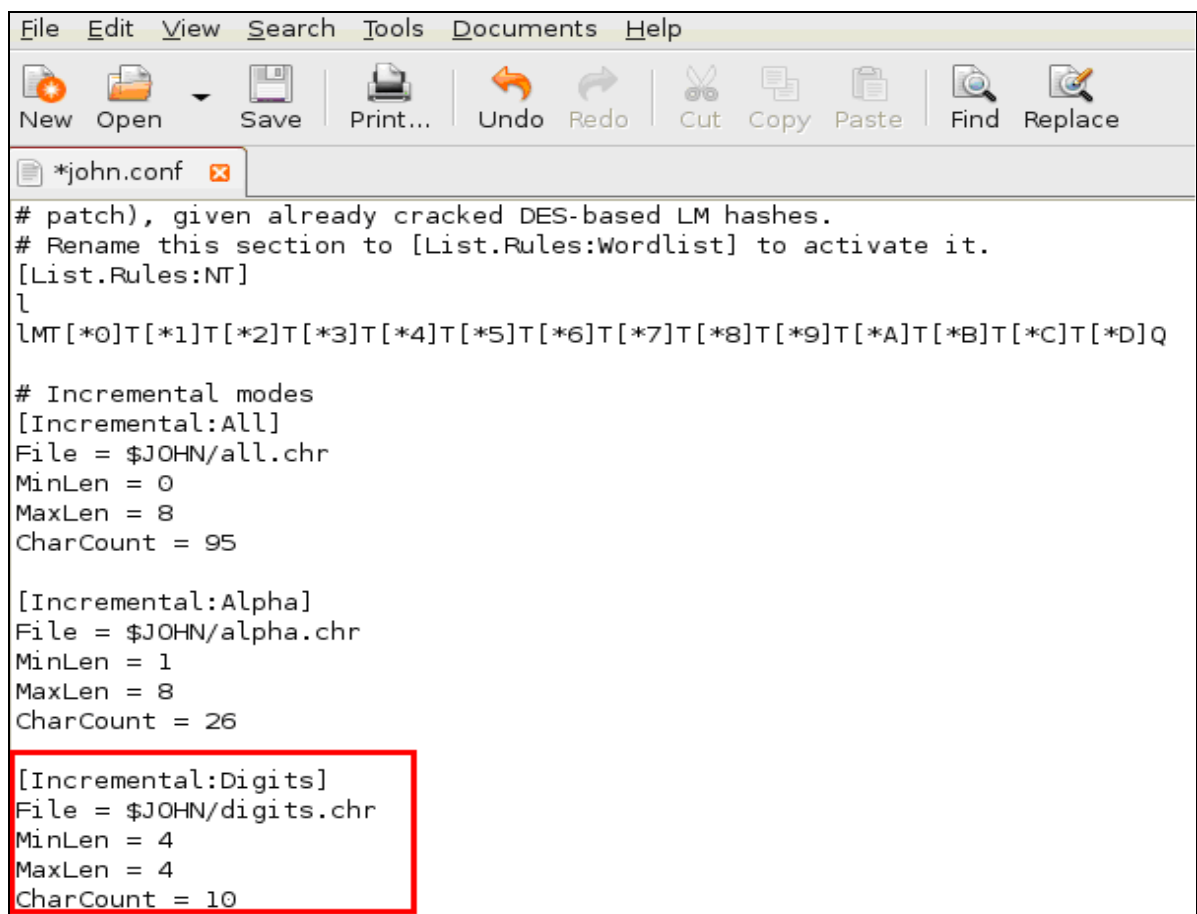 File Edit View Search Tools Documents Help
New Open Save Print... Undo Redo Cut Copy Paste Find Replace
*john.conf
# patch), given already cracked DES-based LM hashes.
# Rename this section to [List.Rules:Wordlist] to activate it.
[List.Rules:NT]
l
lMT[*0]T[*1]T[*2]T[*3]T[*4]T[*5]T[*6]T[*7]T[*8]T[*9]T[*A]T[*B]T[*C]T[*D]Q
# Incremental modes
[Incremental:All]
File = $JOHN/all.chr
MinLen = 0
MaxLen = 8
CharCount = 95
[Incremental:Alpha]
File = $JOHN/alpha.chr
MinLen = 1
MaxLen = 8
CharCount = 26
[Incremental:Digits]
File = $JOHN/digits.chr
MinLen = 4
MaxLen = 4
CharCount = 10